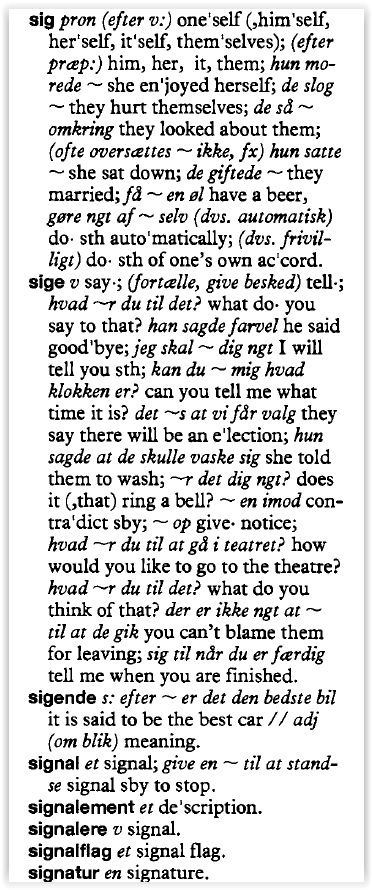 sig pron (efter v:) one'self (,him'self,
her'self, it'self, them'selves); (efter
præp:) him, her, it, them; hun mo-
rede ~ she en'joyed herself; de slog
~ they hurt themselves; de så ~
omkring they looked about them;
(ofte oversættes ~ ikke, fx) hun satte
~ she sat down; de giftede ~ they
married; få ~ en øl have a beer,
gøre ngt af ~ selv (dvs. automatisk)
do· sth auto'matically; (dvs. frivil-
ligt) do· sth of one's own ac'cord.
sige v say·; (fortælle, give besked) tell·;
hvad ~r du til det? what do· you
say to that? han sagde farvel he said
good'bye; jeg skal ~ dig ngt I will
tell you sth; kan du ~ mig hvad
klokken er? can you tell me what
time it is? det ~s at vi får valg they
say there will be an e'lection; hun
sagde at de skulle vaske sig she told
them to wash; ~r det dig ngt? does
it (,that) ring a bell? ~ en imod con-
tra'dict sby; ~ op give· notice;
hvad ~r du til at gå i teatret? how
would you like to go to the theatre?
hvad ~r du til det? what do you
think of that? der er ikke ngt at ~
til at de gik you can't blame them
for leaving; sig til når du er færdig
tell me when you are finished.
sigende s: efter ~ er det den bedste bil
it is said to be the best car // adj
(om blik) meaning.
signal et signal; give en ~ til at stand-
se signal sby to stop.
signalement et de'scription.
signalere v signal.
signalflag et signal flag.
signatur en signature.